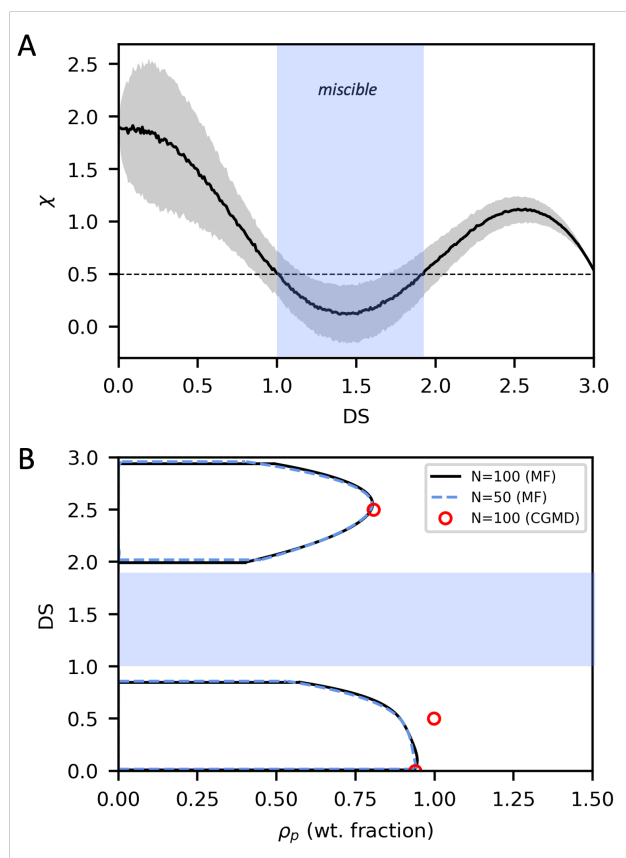 A
2.5
2.0
1.5
1.0
0.5
0.0
χ
miscible
0.0 0.5 1.0 1.5 2.0 2.5 3.0
DS
B
3.0
2.5
2.0
1.5
1.0
0.5
0.0
DS
N=100 (MF)
N=50 (MF)
N=100 (CGMD)
0.00 0.25 0.50 0.75 1.00 1.25 1.50
ρp (wt. fraction)